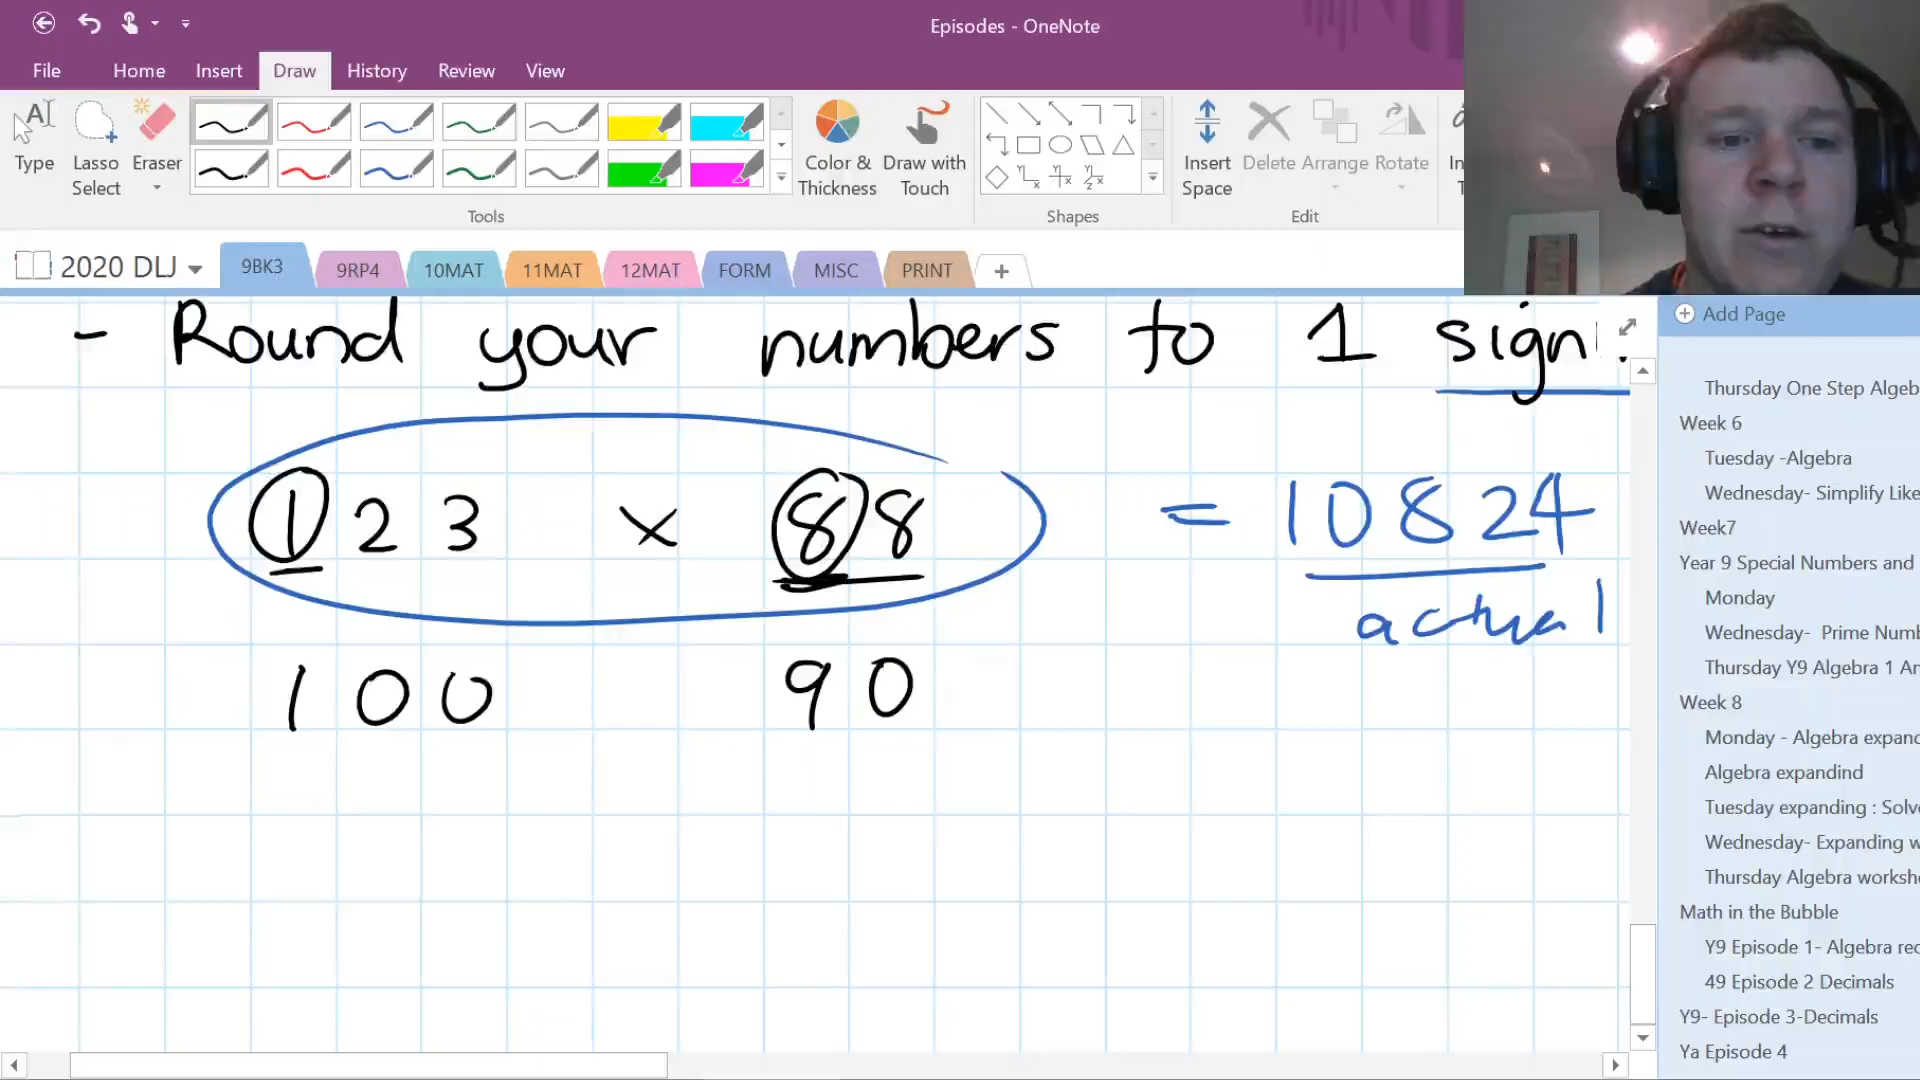 Episodes - OneNote
File Home Insert Draw History Review View
Type
Lasso Select
Eraser
Color & Thickness
Draw with Touch
Insert Space
Delete
Arrange
Rotate
Tools
Shapes
Edit
2020 DLJ
9BK3 9RP4 10MAT 11MAT 12MAT FORM MISC PRINT
- Round your numbers to 1 signi
123 × 88 = 10824
actual
100 90
Add Page
Thursday One Step Algeb
Week 6
Tuesday -Algebra
Wednesday- Simplify Like
Week7
Year 9 Special Numbers and
Monday
Wednesday- Prime Numb
Thursday Y9 Algebra 1 An
Week 8
Monday - Algebra expand
Algebra expandind
Tuesday expanding : Solve
Wednesday- Expanding w
Thursday Algebra workshe
Math in the Bubble
Y9 Episode 1- Algebra rec
49 Episode 2 Decimals
Y9- Episode 3-Decimals
Ya Episode 4